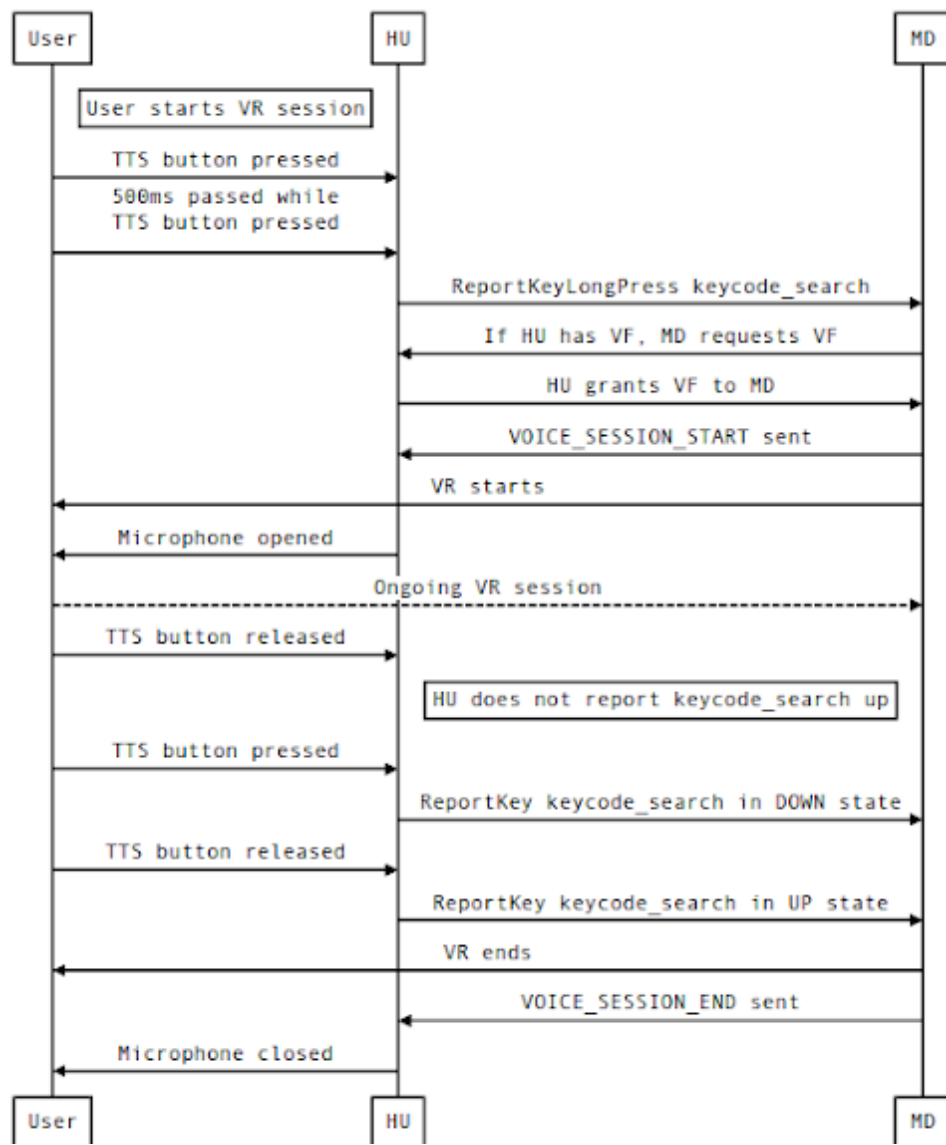 User HU MD
User starts VR session
TTS button pressed
500ms passed while
TTS button pressed
ReportKeyLongPress keycode_search
If HU has VF, MD requests VF
HU grants VF to MD
VOICE_SESSION_START sent
VR starts
Microphone opened
Ongoing VR session
TTS button released
HU does not report keycode_search up
TTS button pressed
ReportKey keycode_search in DOWN state
TTS button released
ReportKey keycode_search in UP state
VR ends
VOICE_SESSION_END sent
Microphone closed
User HU MD